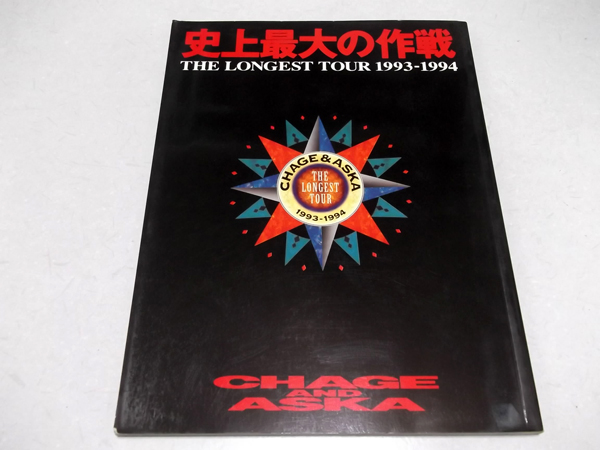 史上最大の作戦
THE LONGEST TOUR 1993-1994
CHAGE & ASKA
THE
LONGEST
TOUR
1993-1994
CHAGE
AND
ASKA